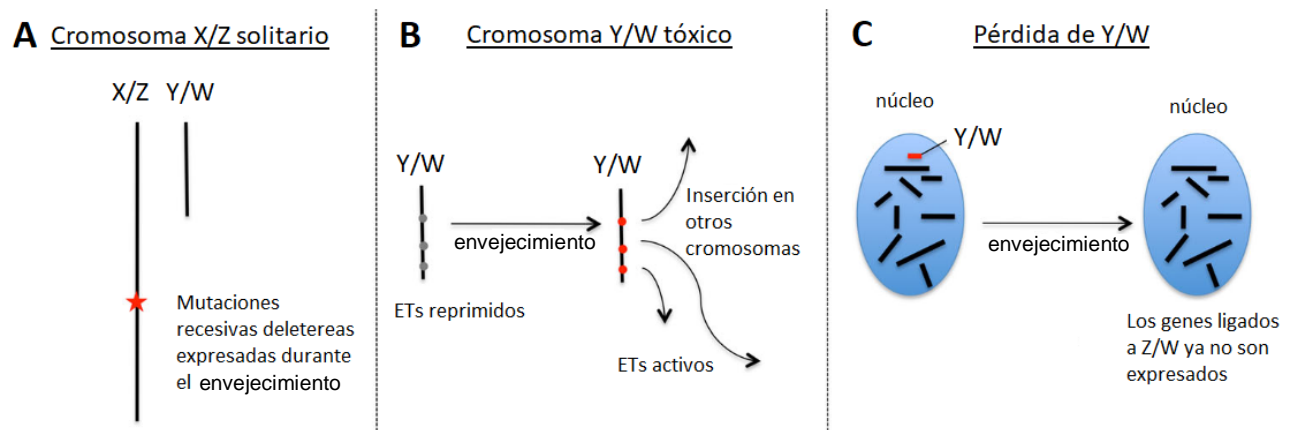 A Cromosoma X/Z solitario
X/Z Y/W
Mutaciones
recesivas deletereas
expresadas durante
el envejecimiento
B Cromosoma Y/W tóxico
Y/W
envejecimiento
Y/W
Inserción en
otros
cromosomas
ETs reprimidos
ETs activos
C Pérdida de Y/W
núcleo
Y/W
envejecimiento
núcleo
Los genes ligados
a Z/W ya no son
expresados